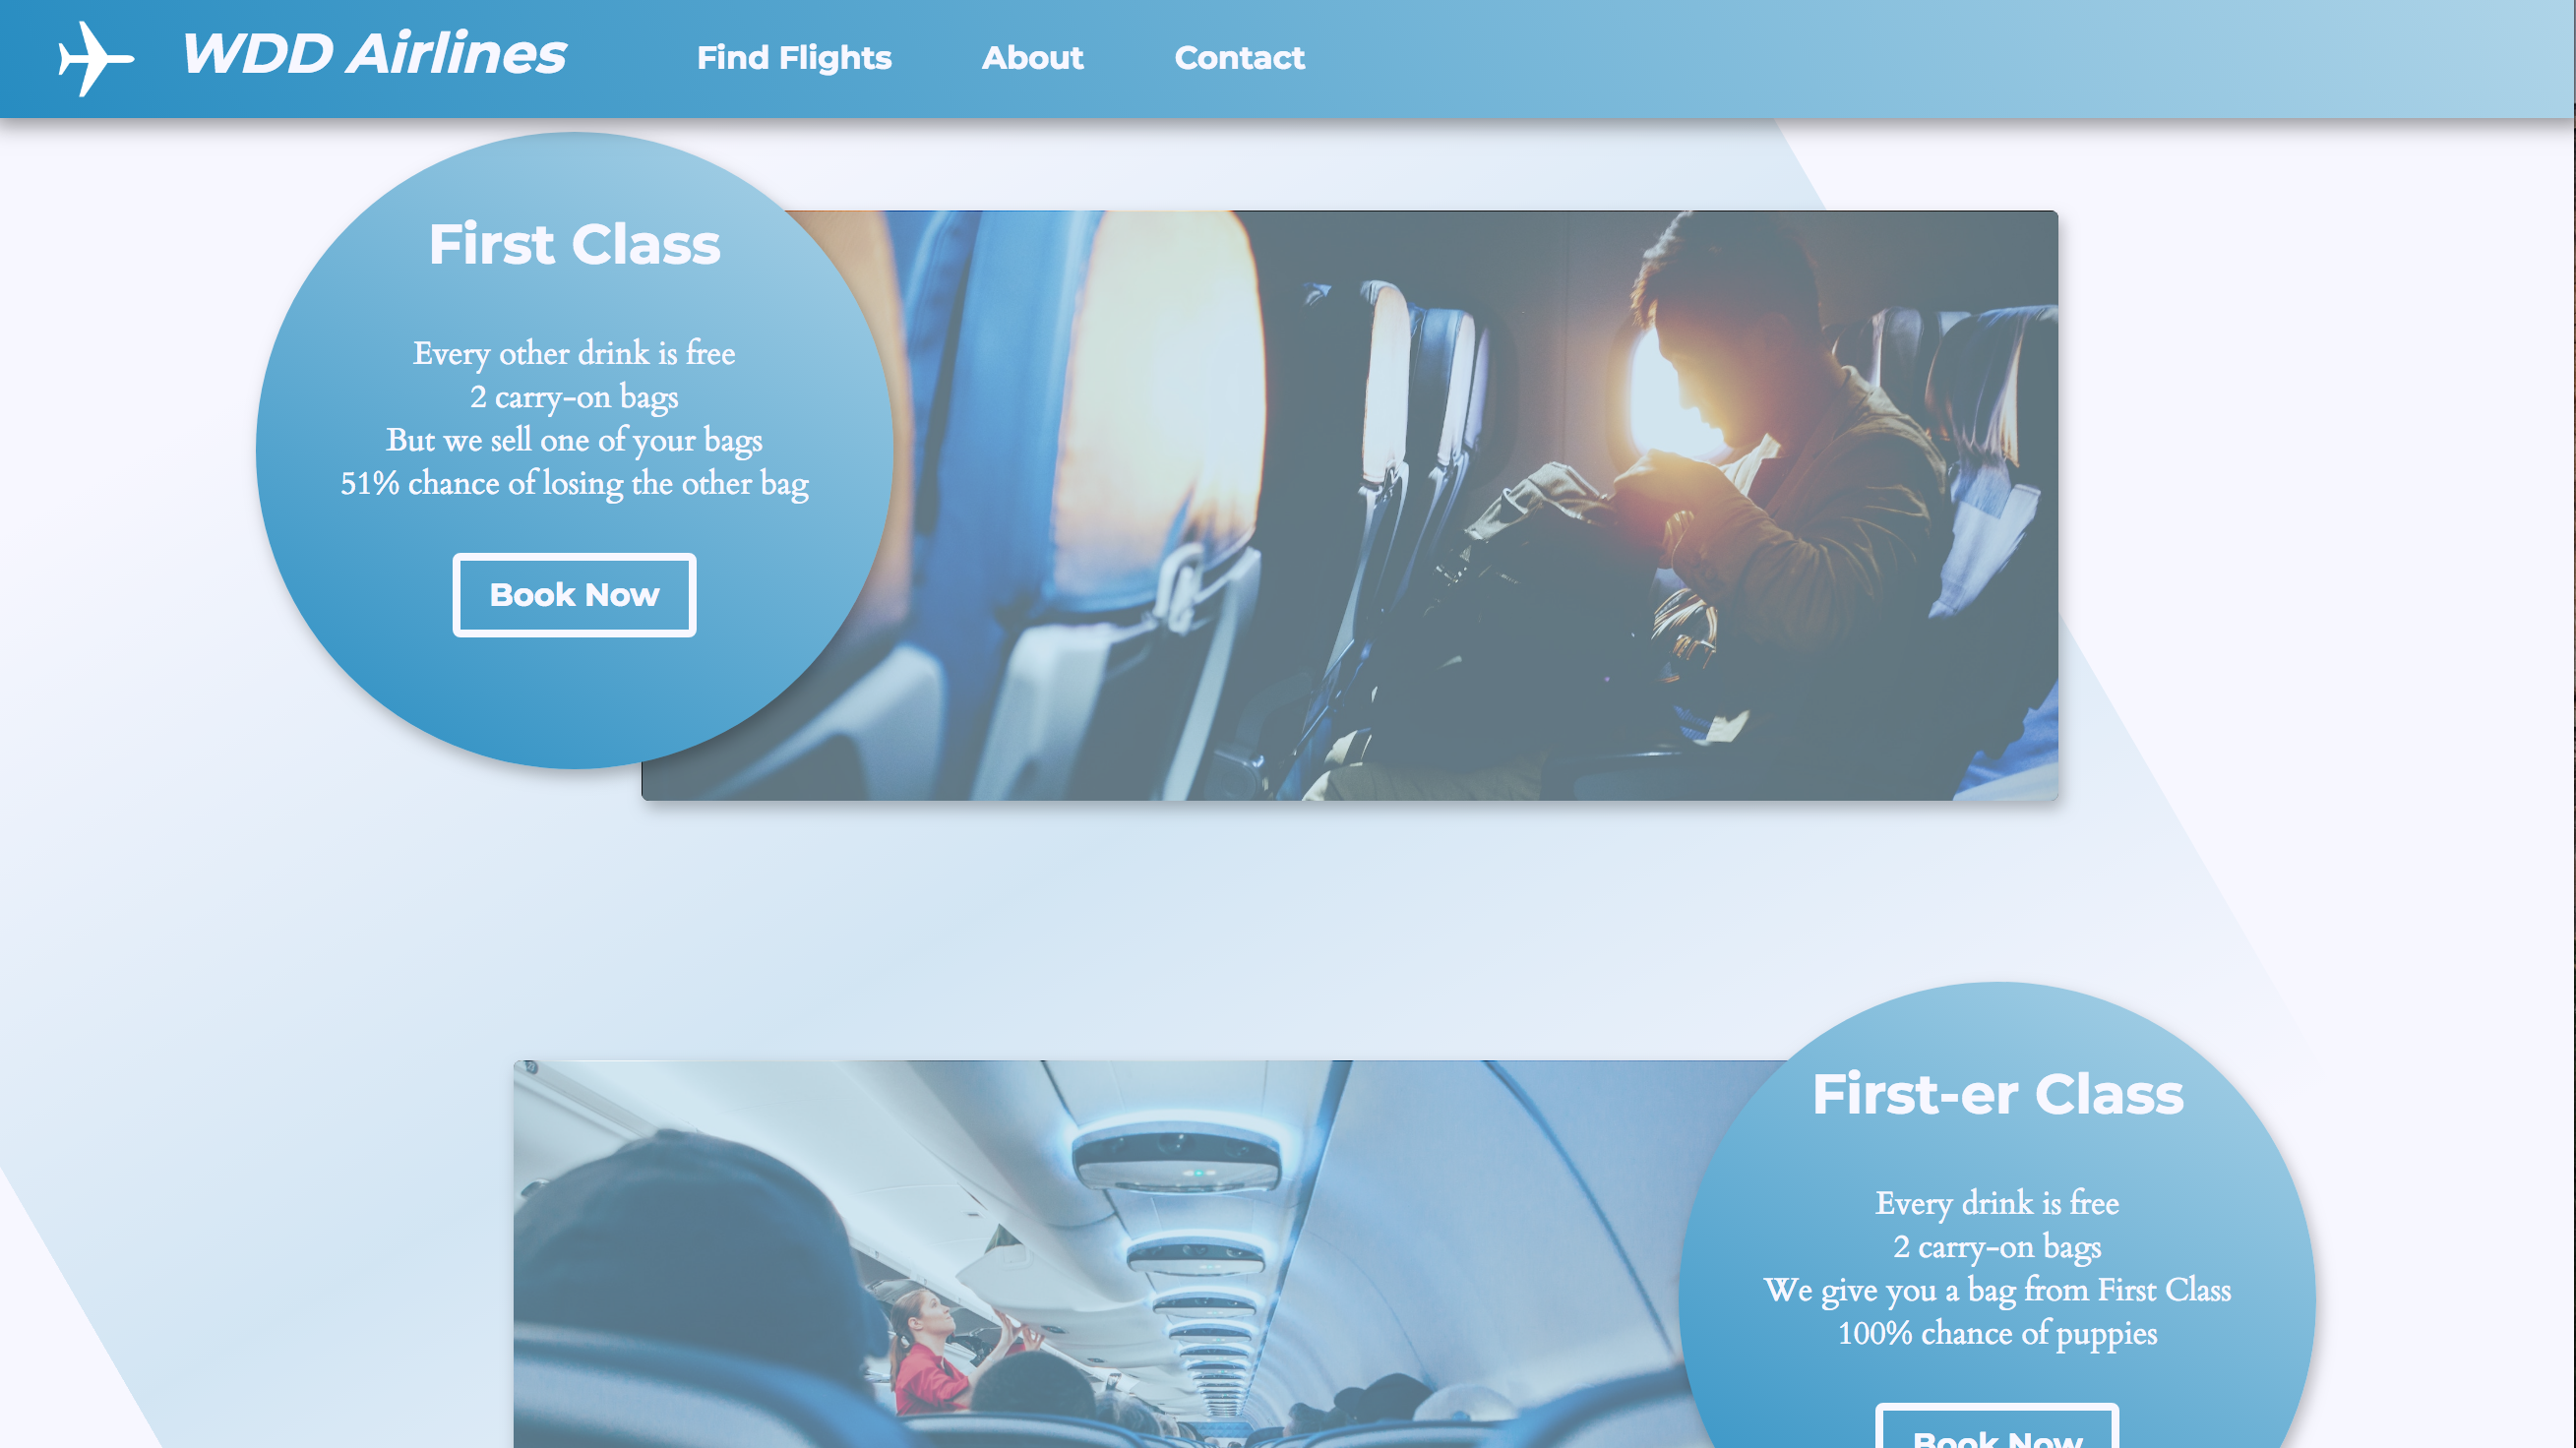 WDD Airlines
Find Flights
About
Contact
First Class
Every other drink is free
2 carry-on bags
But we sell one of your bags
51% chance of losing the other bag
Book Now
First-er Class
Every drink is free
2 carry-on bags
We give you a bag from First Class
100% chance of puppies
Book Now